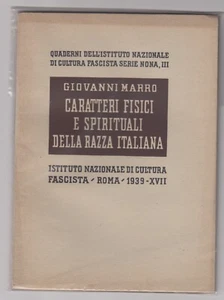 QUADERNI DELL'ISTITUTO NAZIONALE
DI CULTURA FASCISTA SERIE NONA, III
GIOVANNI MARRO
CARATTERI FISICI
E SPIRITUALI
DELLA RAZZA ITALIANA
ISTITUTO NAZIONALE DI CULTURA
FASCISTA - ROMA - 1939-XVII